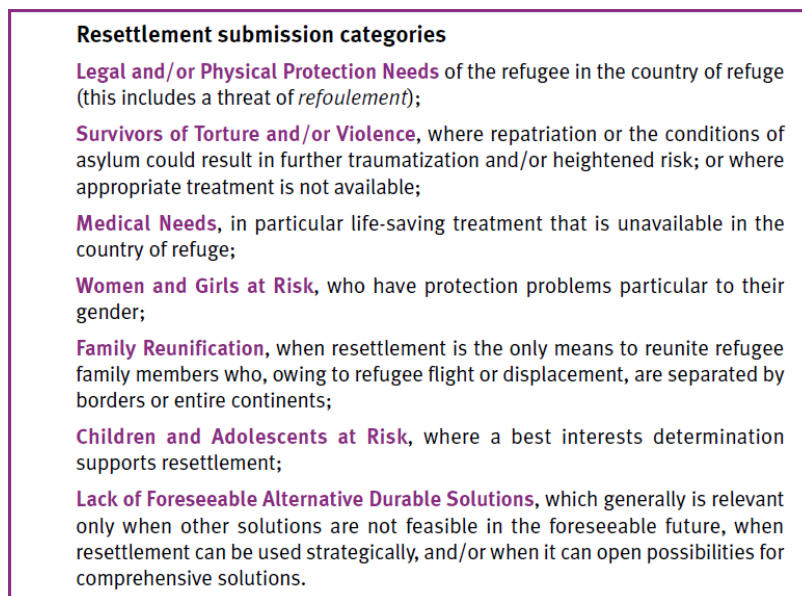 Resettlement submission categories
Legal and/or Physical Protection Needs of the refugee in the country of refuge
(this includes a threat of refoulement);
Survivors of Torture and/or Violence, where repatriation or the conditions of
asylum could result in further traumatization and/or heightened risk; or where
appropriate treatment is not available;
Medical Needs, in particular life-saving treatment that is unavailable in the
country of refuge;
Women and Girls at Risk, who have protection problems particular to their
gender;
Family Reunification, when resettlement is the only means to reunite refugee
family members who, owing to refugee flight or displacement, are separated by
borders or entire continents;
Children and Adolescents at Risk, where a best interests determination
supports resettlement;
Lack of Foreseeable Alternative Durable Solutions, which generally is relevant
only when other solutions are not feasible in the foreseeable future, when
resettlement can be used strategically, and/or when it can open possibilities for
comprehensive solutions.